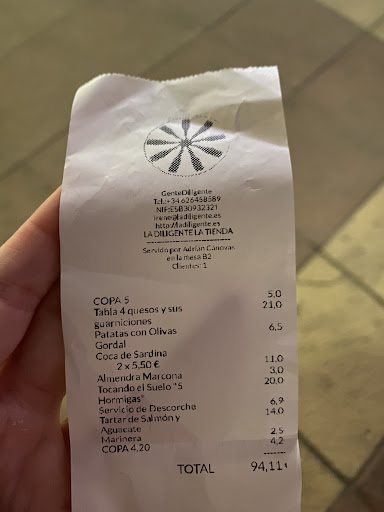 GenteDiligente
Tel.:+34 626458589
NIF:ESB30932321
irene@ladiligente.es
http://ladiligente.es
LA DILIGENTE LA TIENDA
Servido por Adrián Cánovas
en la mesa B2
Clientes: 1
COPA 5 5,0
Tabla 4 quesos y sus 21,0
guarniciones
Patatas con Olivas 6,5
Gordal
Coca de Sardina
2 x 5,50 € 11,0
Almendra Marcona 3,0
Tocando el Suelo "5 20,0
Hormigas"
Servicio de Descorche 6,9
Tartar de Salmón y 14,0
Aguacate
Marinera 2,5
COPA 4,20 4,2
TOTAL 94,11